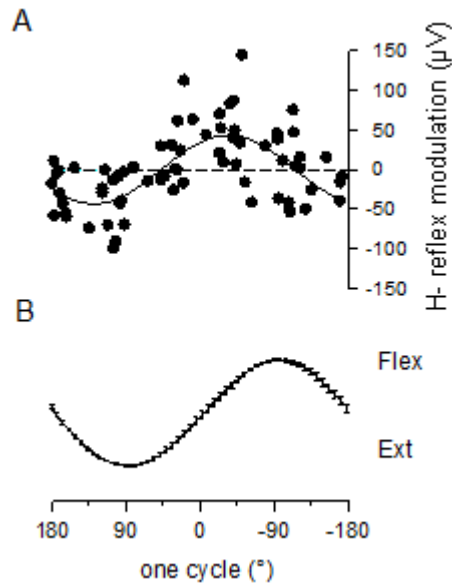 A
150
100
50
0
-50
-100
-150
H- reflex modulation (µV)
B
Flex
Ext
180 90 0 -90 -180
one cycle (°)